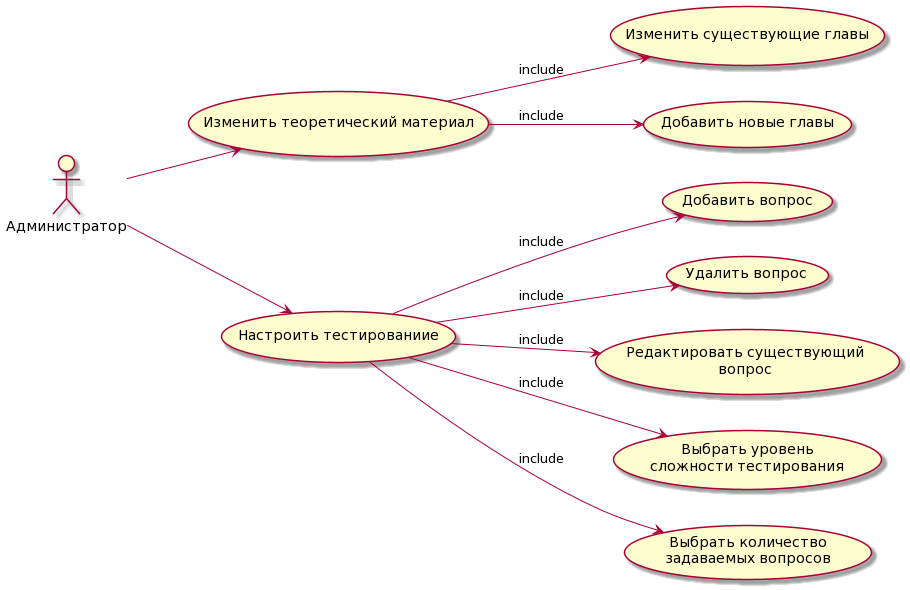 Изменить существующие главы
include
Изменить теоретический материал
include
Добавить новые главы
Администратор
Добавить вопрос
include
Удалить вопрос
include
Настроить тестированиие
include
Редактировать существующий
вопрос
include
Выбрать уровень
сложности тестирования
include
Выбрать количество
задаваемых вопросов